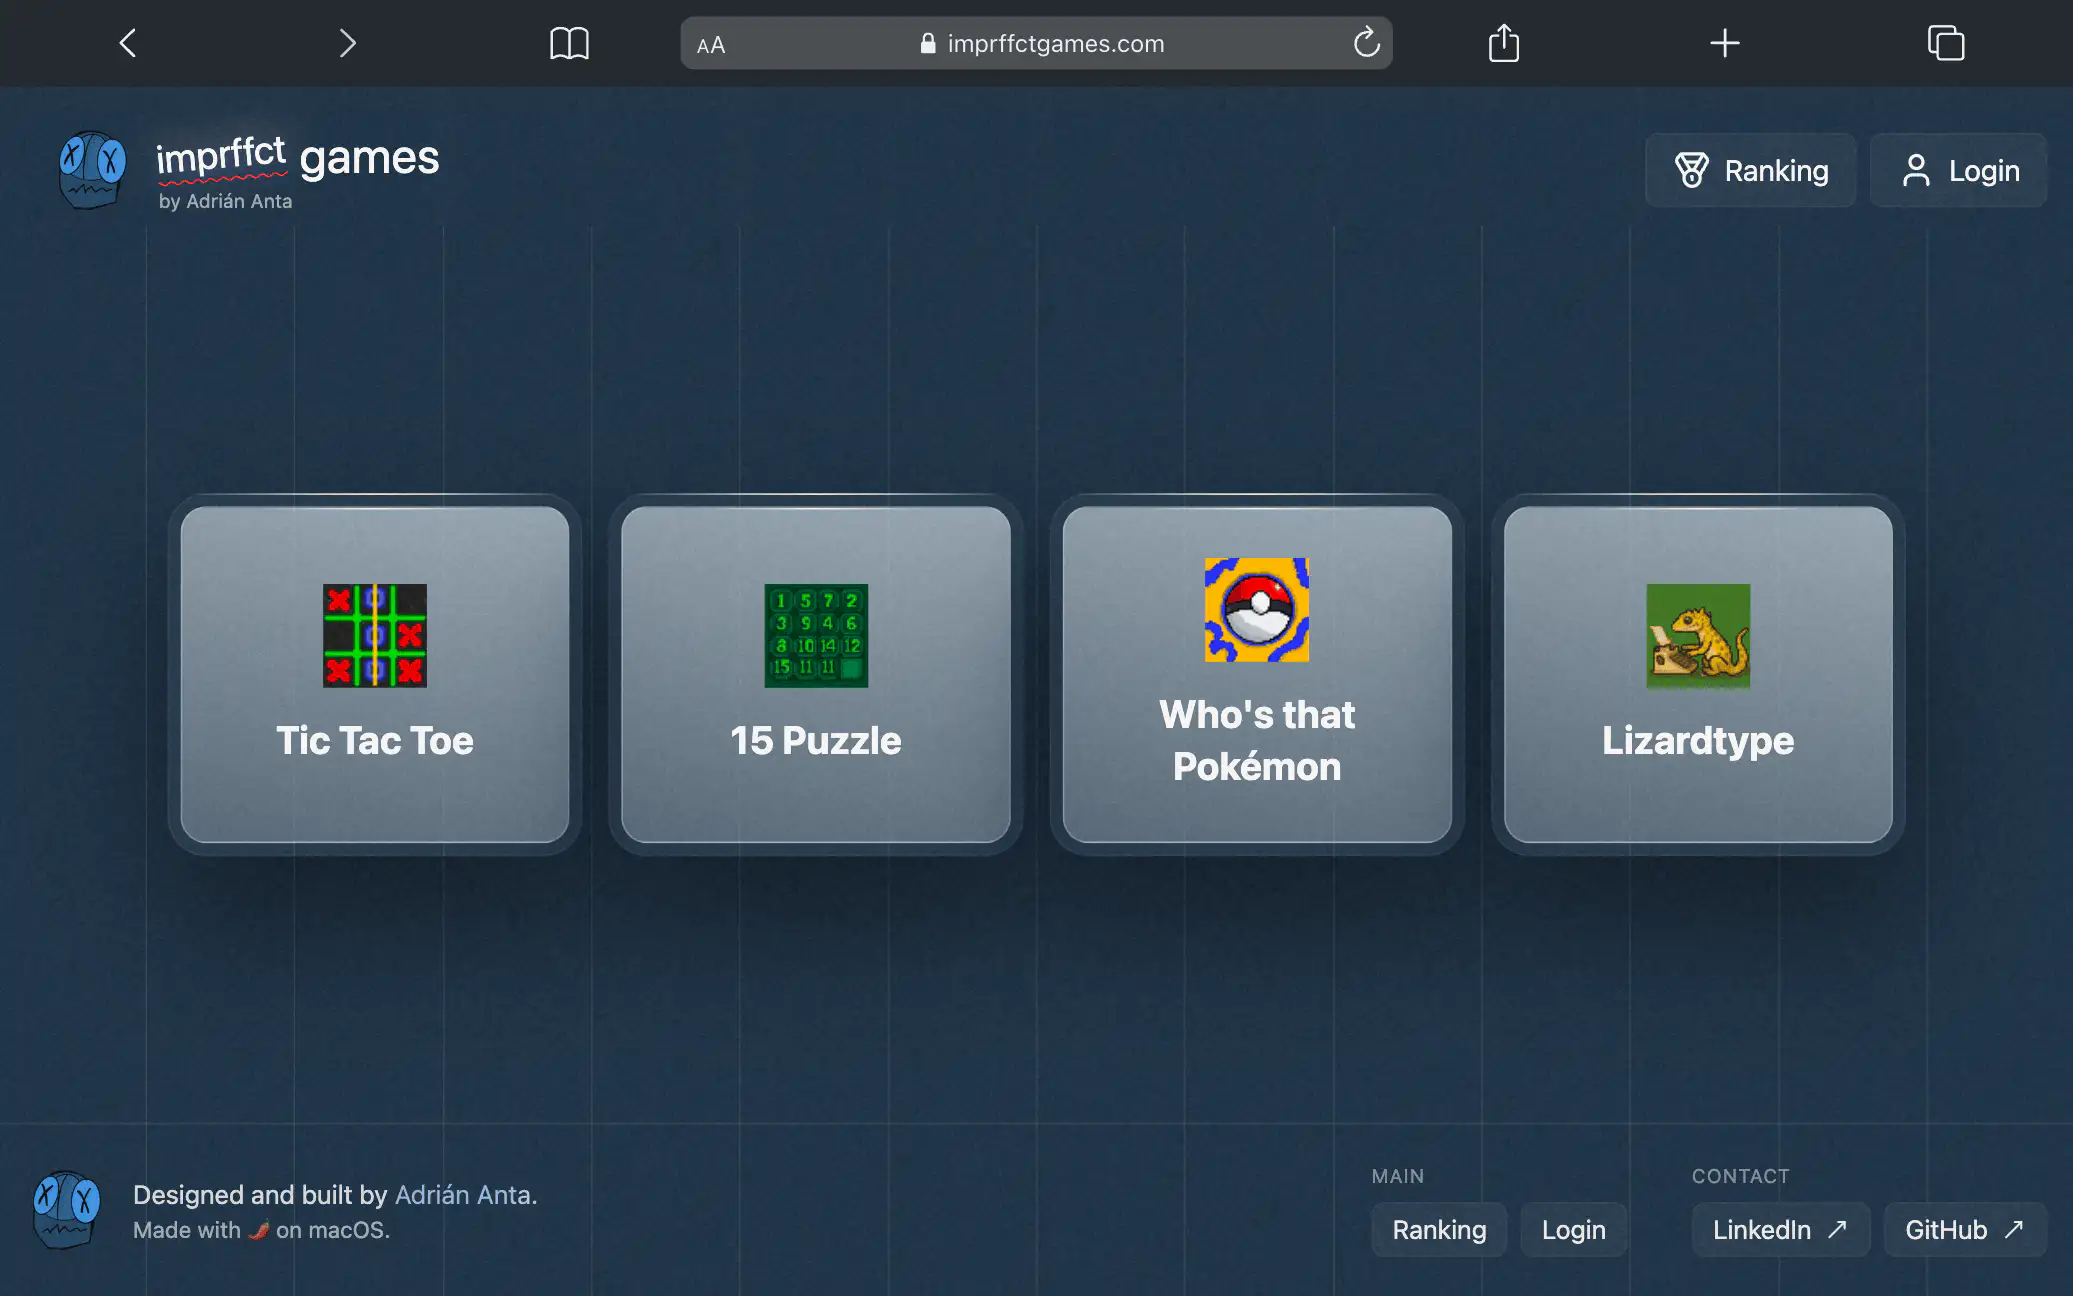 AA
imprffctgames.com
imprffct games
by Adrián Anta
Ranking
Login
X O
O X
X O X
1 5 7 2
3 9 4 6
8 10 14 12
15 11 11
Tic Tac Toe
15 Puzzle
Who's that
Pokémon
Lizardtype
Designed and built by Adrián Anta.
Made with 🌶️ on macOS.
MAIN
Ranking
Login
CONTACT
LinkedIn ↗
GitHub ↗